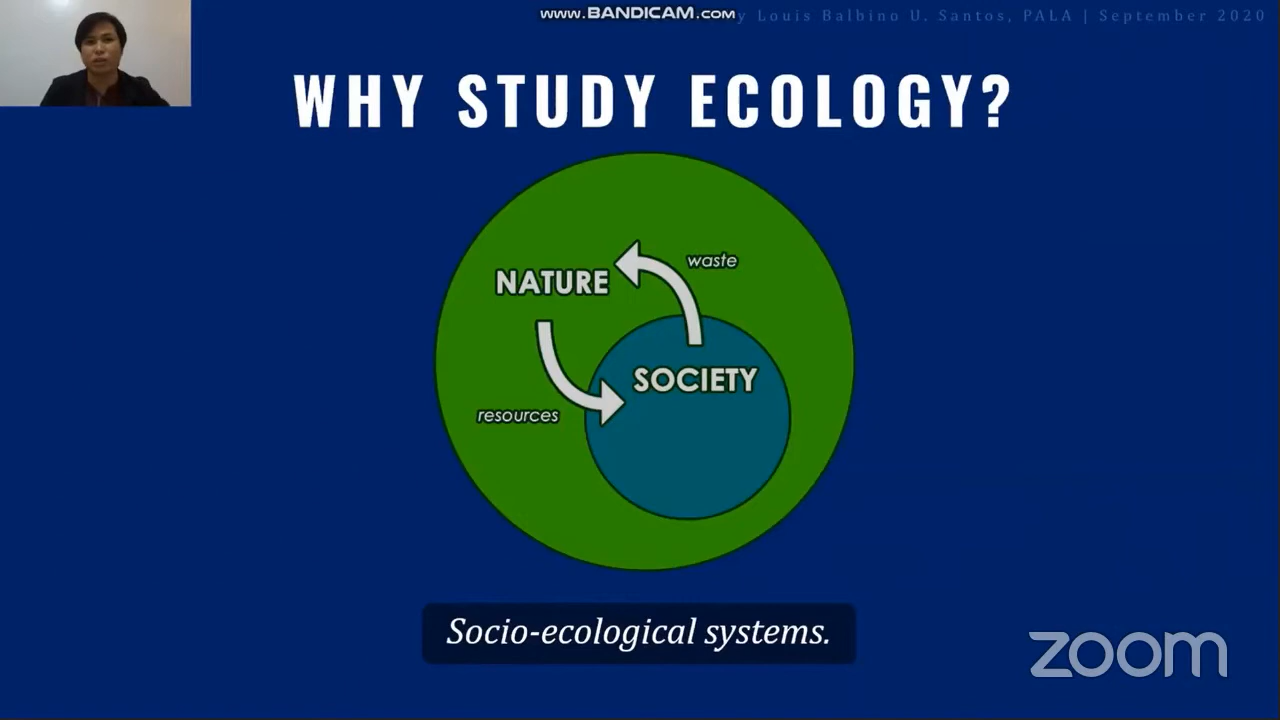 www.BANDICAM.com
y Louis Balbino U. Santos, PALA | September 2020
WHY STUDY ECOLOGY?
waste
NATURE
SOCIETY
resources
Socio-ecological systems.
zoom